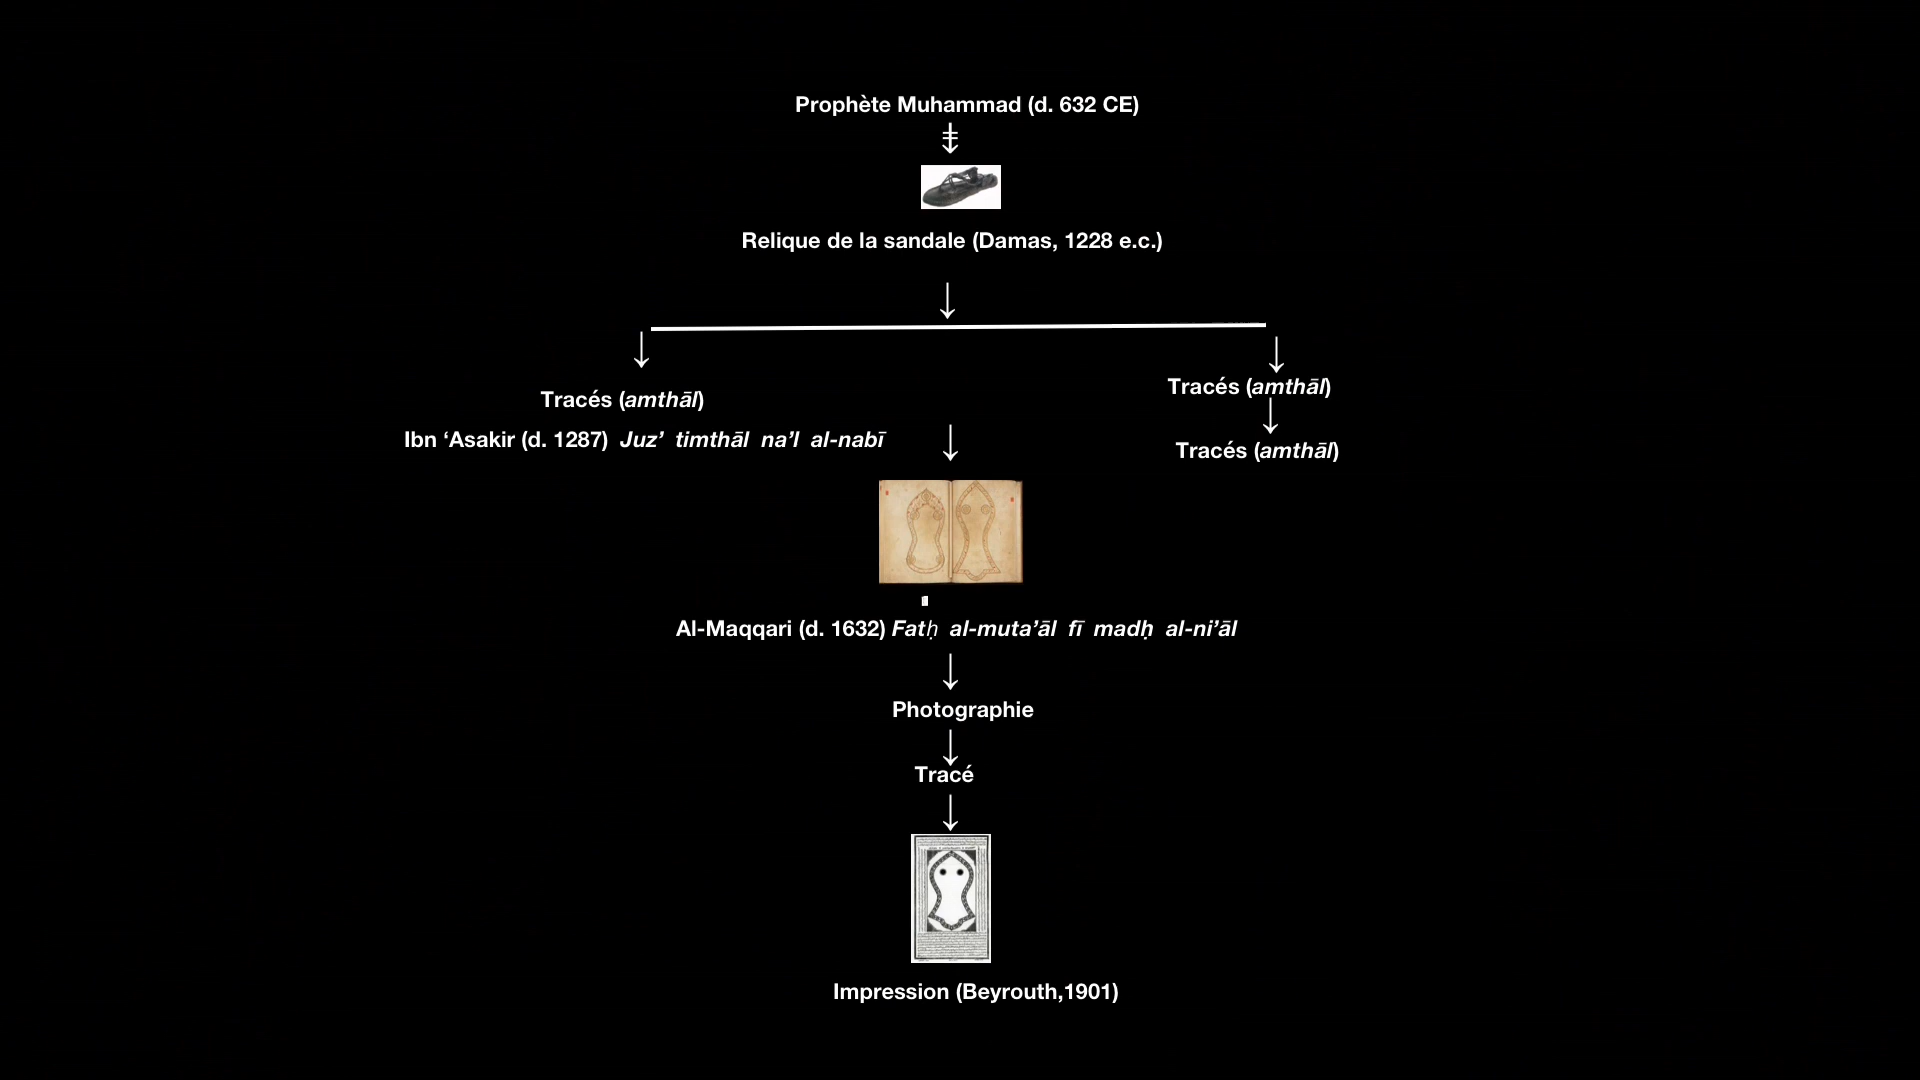 Prophète Muhammad (d. 632 CE)
Relique de la sandale (Damas, 1228 e.c.)
Tracés (amthāl)
Ibn ‘Asakir (d. 1287) Juz’ timthāl na’l al-nabī
Tracés (amthāl)
Tracés (amthāl)
Al-Maqqari (d. 1632) Fatḥ al-muta’āl fī madḥ al-ni’āl
Photographie
Tracé
Impression (Beyrouth,1901)